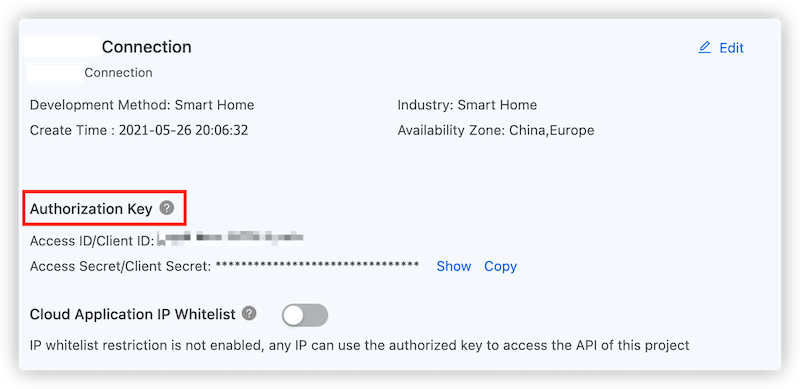 Connection
Edit
Connection
Development Method: Smart Home
Industry: Smart Home
Create Time : 2021-05-26 20:06:32
Availability Zone: China,Europe
Authorization Key ?
Access ID/Client ID:
Access Secret/Client Secret: ************************** Show Copy
Cloud Application IP Whitelist ?
IP whitelist restriction is not enabled, any IP can use the authorized key to access the API of this project